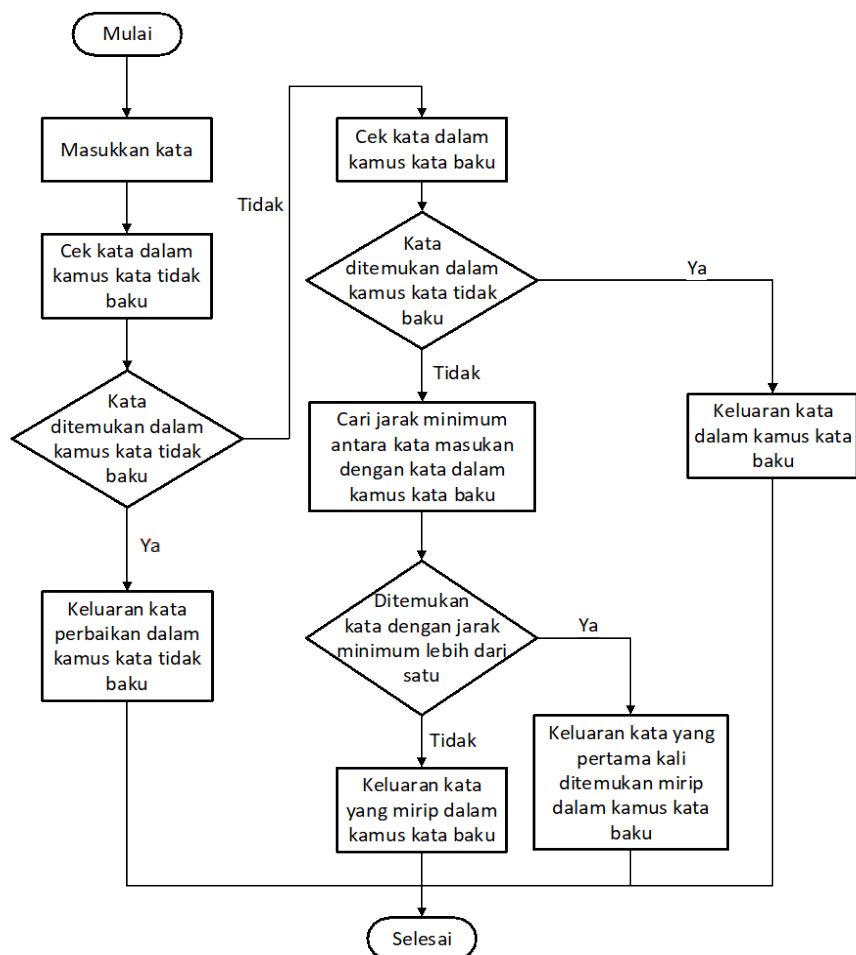 Mulai
Masukkan kata
Cek kata dalam
kamus kata tidak
baku
Kata
ditemukan dalam
kamus kata tidak
baku
Tidak
Ya
Keluaran kata
perbaikan dalam
kamus kata tidak
baku
Cek kata dalam
kamus kata baku
Kata
ditemukan dalam
kamus kata tidak
baku
Ya
Keluaran kata
dalam kamus kata
baku
Tidak
Cari jarak minimum
antara kata masukan
dengan kata dalam
kamus kata baku
Ditemukan
kata dengan jarak
minimum lebih dari
satu
Ya
Keluaran kata yang
pertama kali
ditemukan mirip
dalam kamus kata
baku
Tidak
Keluaran kata
yang mirip dalam
kamus kata baku
Selesai